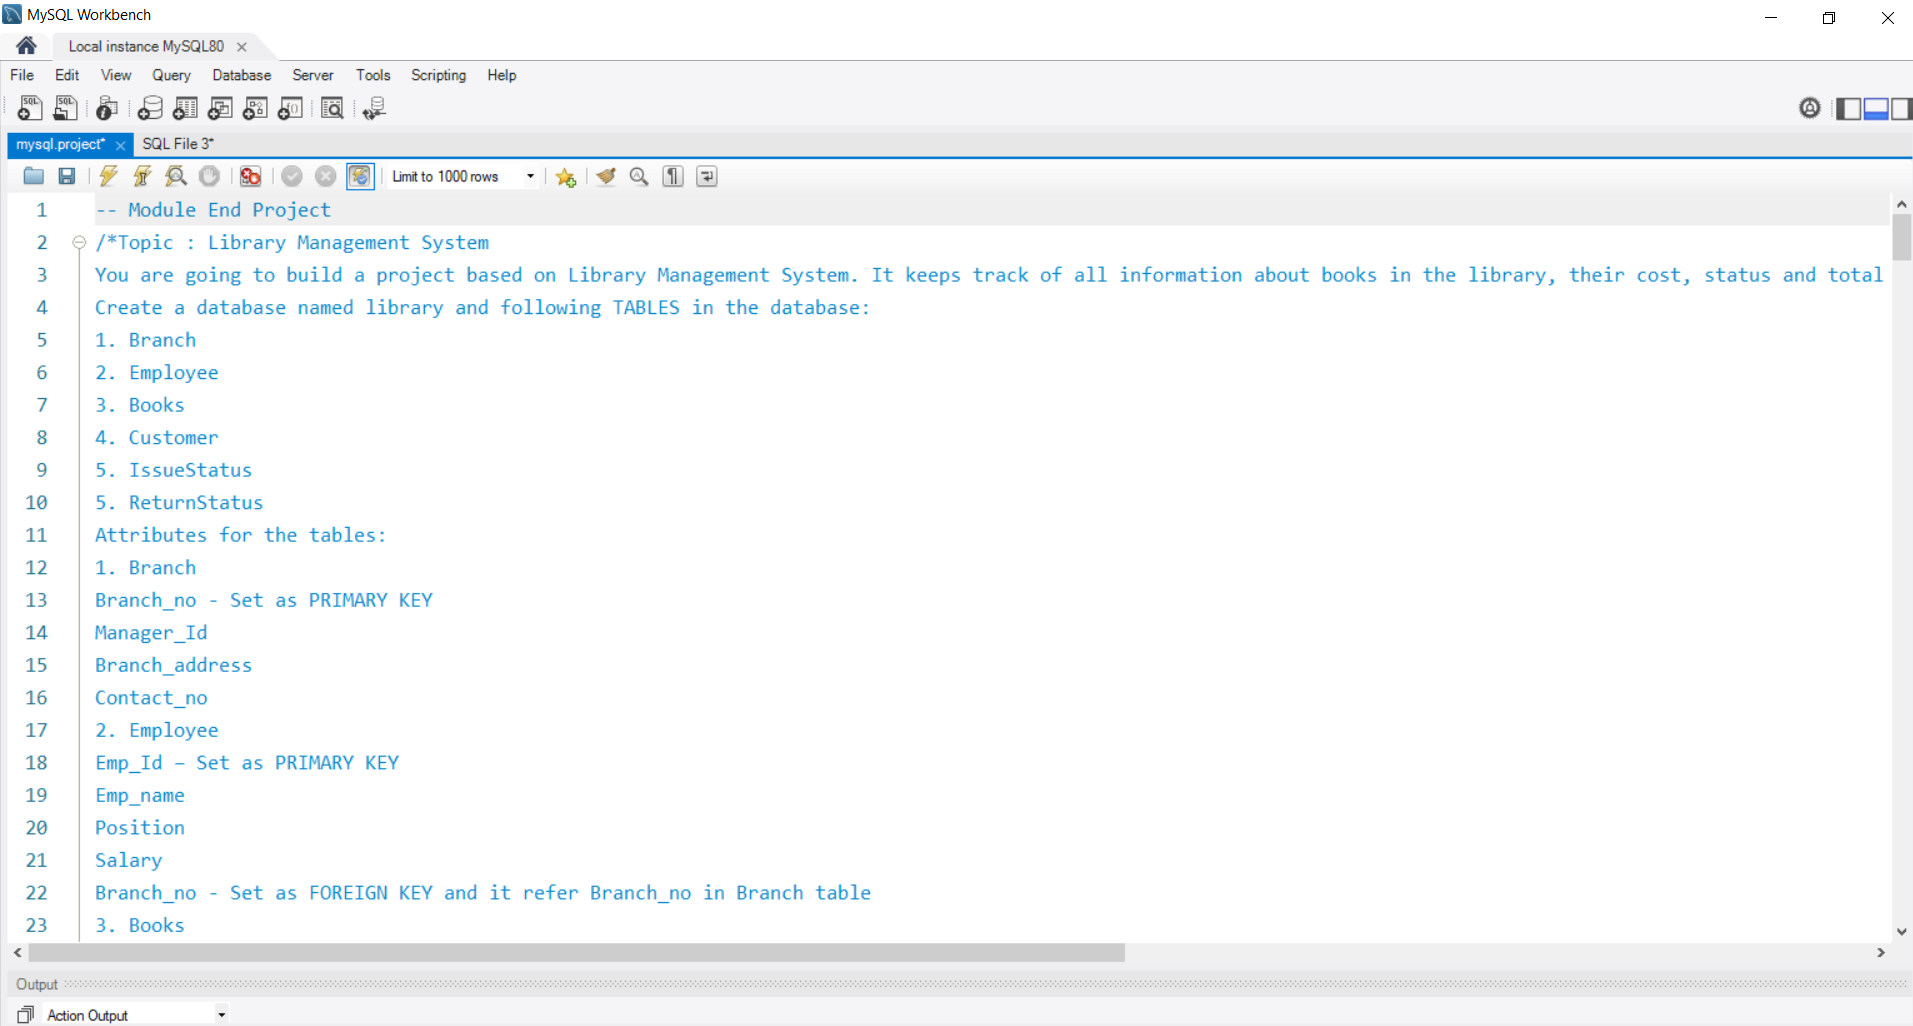 MySQL Workbench
Local instance MySQL80
File Edit View Query Database Server Tools Scripting Help
mysql.project* SQL File 3*
Limit to 1000 rows
1 -- Module End Project
2 /*Topic : Library Management System
3 You are going to build a project based on Library Management System. It keeps track of all information about books in the library, their cost, status and total
4 Create a database named library and following TABLES in the database:
5 1. Branch
6 2. Employee
7 3. Books
8 4. Customer
9 5. IssueStatus
10 5. ReturnStatus
11 Attributes for the tables:
12 1. Branch
13 Branch_no - Set as PRIMARY KEY
14 Manager_Id
15 Branch_address
16 Contact_no
17 2. Employee
18 Emp_Id – Set as PRIMARY KEY
19 Emp_name
20 Position
21 Salary
22 Branch_no - Set as FOREIGN KEY and it refer Branch_no in Branch table
23 3. Books
Output
Action Output